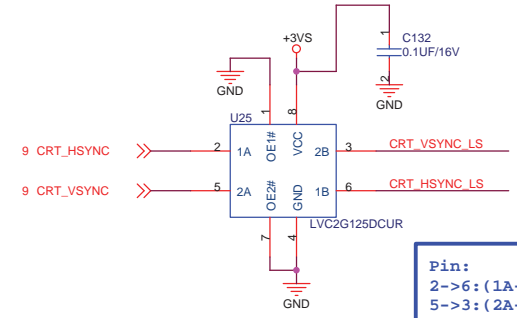 +3VS
1
C132
0.1UF/16V
2
GND
GND
U25
1
8
9 CRT_HSYNC
2
1A
OE1#
VCC
2B
3
CRT_VSYNC_LS
9 CRT_VSYNC
5
2A
OE2#
GND
1B
6
CRT_HSYNC_LS
LVC2G125DCUR
7
4
GND
Pin:
2->6:(1A-
5->3:(2A-